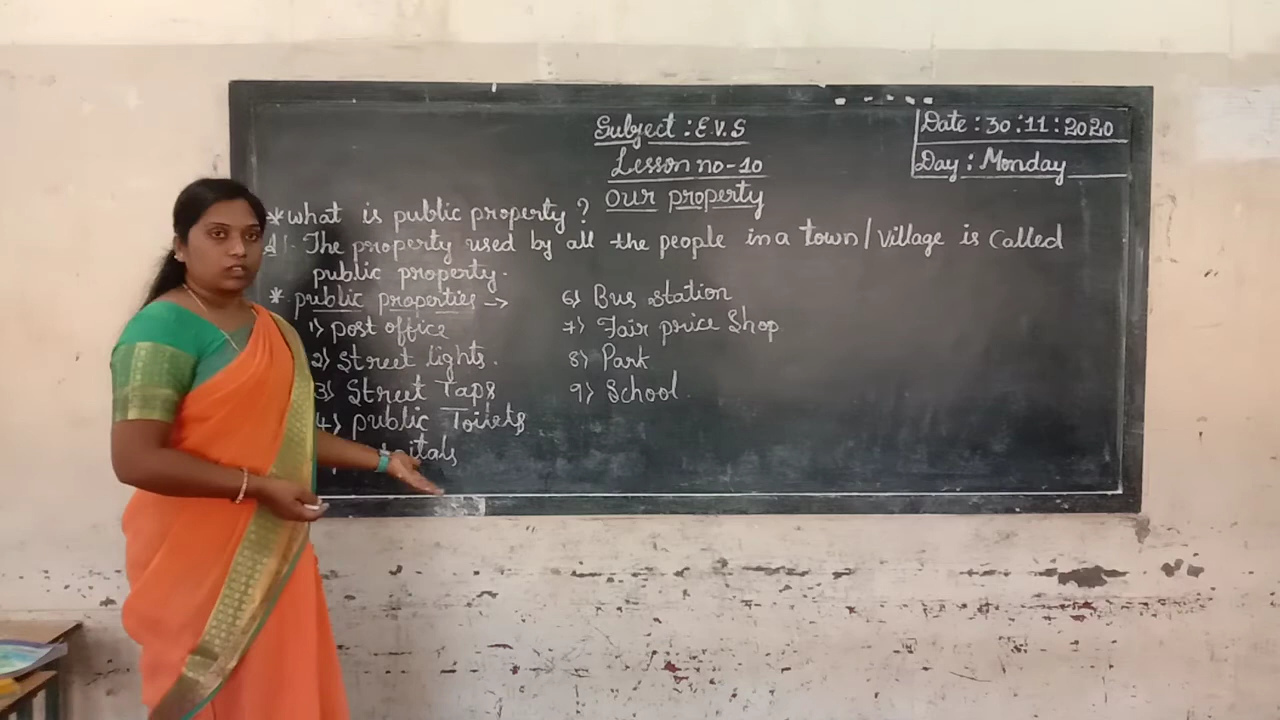 Subject : E.V.S
Date : 30:11:2020
Lesson no-10
Day : Monday
our property
* what is public property?
A). The property used by all the people in a town/village is called
public property.
* public properties ->
1) post office
2) Street lights.
3) Street Taps
4) public Toilets
6) Bus station
7) Fair price Shop
8) Park
9) School.